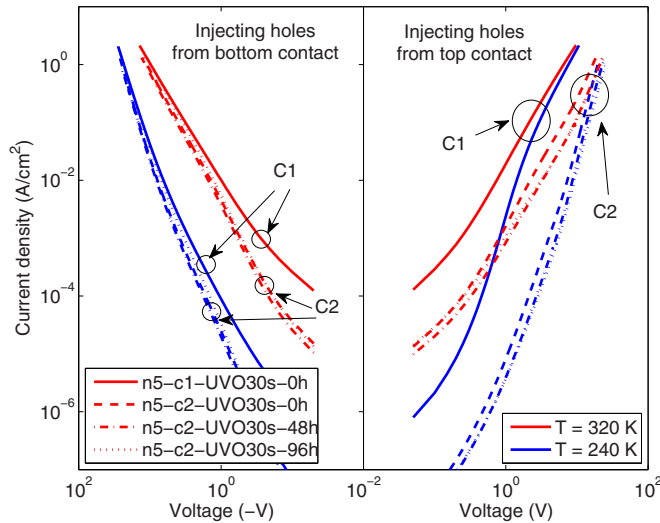 Injecting holes
from bottom contact
Injecting holes
from top contact
Current density (A/cm²)
10⁰
10⁻²
10⁻⁴
10⁻⁶
C1
C2
C1
C2
n5−c1−UVO30s−0h
n5−c2−UVO30s−0h
n5−c2−UVO30s−48h
n5−c2−UVO30s−96h
T = 320 K
T = 240 K
10² 10⁰ 10⁻² 10⁰ 10²
Voltage (−V) Voltage (V)